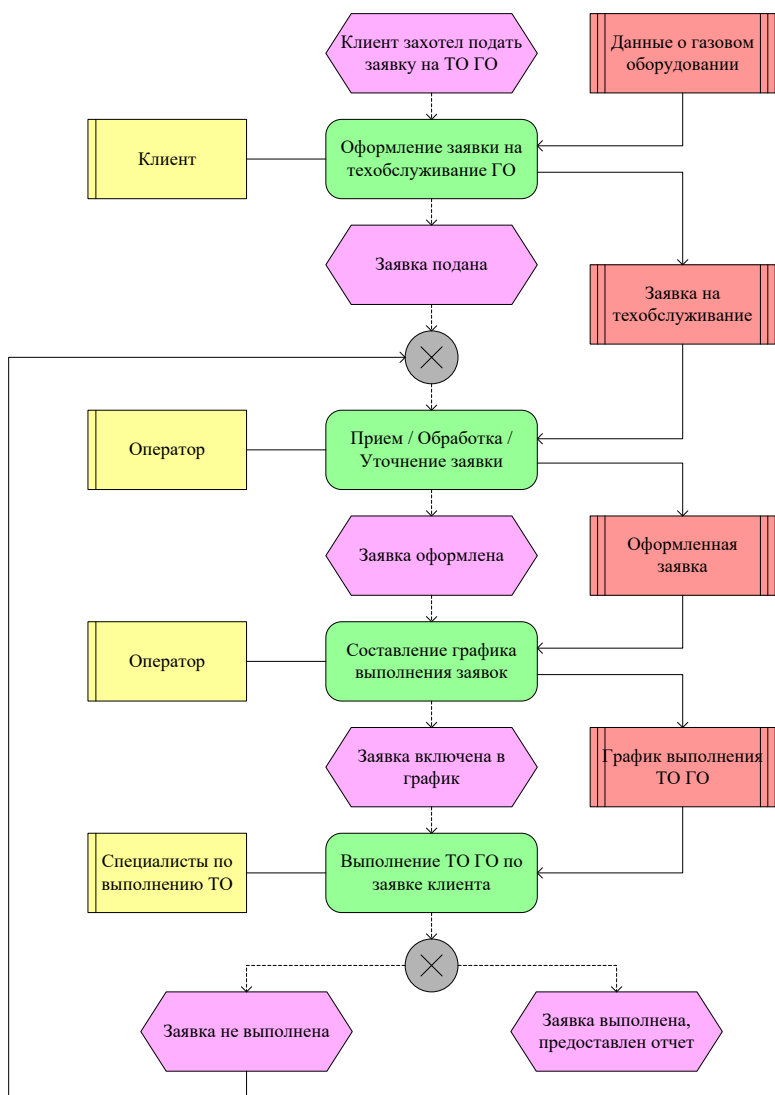 Клиент захотел подать
заявку на ТО ГО
Данные о газовом
оборудовании
Клиент
Оформление заявки на
техобслуживание ГО
Заявка подана
Заявка на
техобслуживание
Оператор
Прием / Обработка /
Уточнение заявки
Заявка оформлена
Оформленная
заявка
Оператор
Составление графика
выполнения заявок
Заявка включена в
график
График выполнения
ТО ГО
Специалисты по
выполнению ТО
Выполнение ТО ГО по
заявке клиента
Заявка не выполнена
Заявка выполнена,
предоставлен отчет